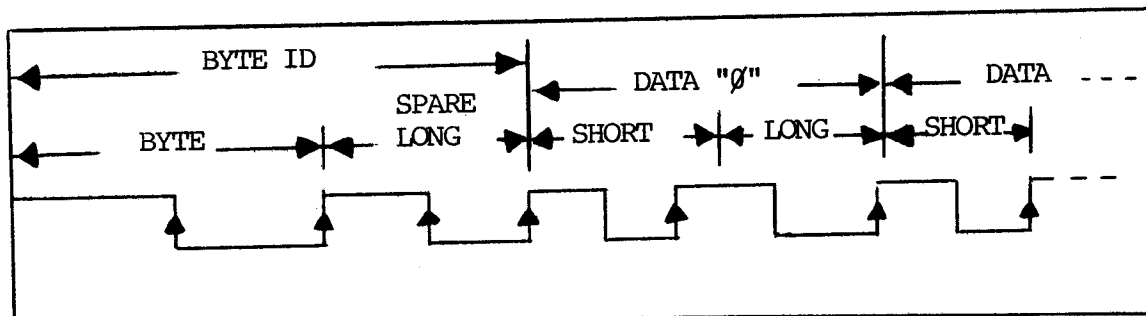 BYTE ID
DATA "Ø"
DATA
SPARE
BYTE
LONG
SHORT
LONG
SHORT